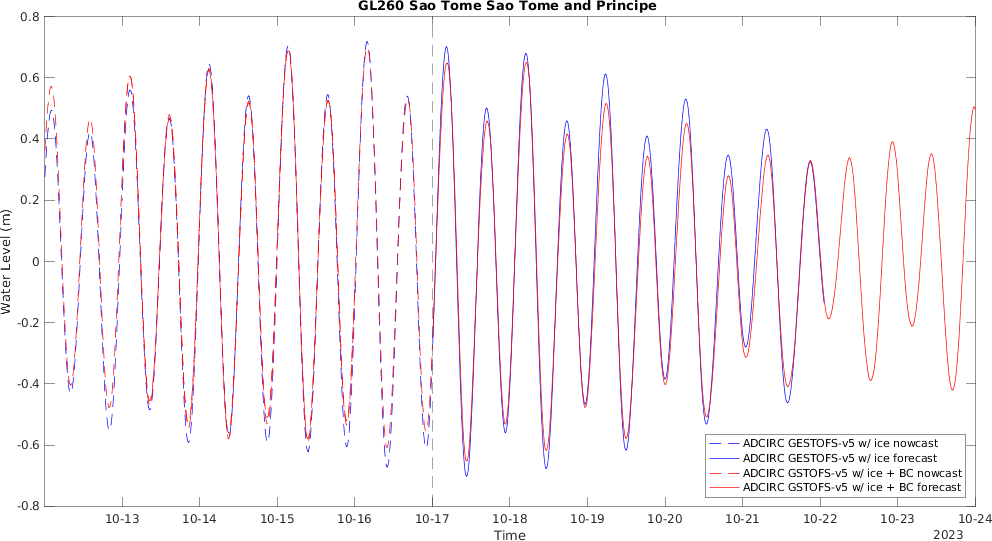 GL260 Sao Tome Sao Tome and Principe
0.8
0.6
0.4
0.2
0
-0.2
-0.4
-0.6
-0.8
Water Level (m)
ADCIRC GESTOFS-v5 w/ ice nowcast
ADCIRC GESTOFS-v5 w/ ice forecast
ADCIRC GSTOFS-v5 w/ ice + BC nowcast
ADCIRC GSTOFS-v5 w/ ice + BC forecast
10-13 10-14 10-15 10-16 10-17 10-18 10-19 10-20 10-21 10-22 10-23 10-24
Time
2023